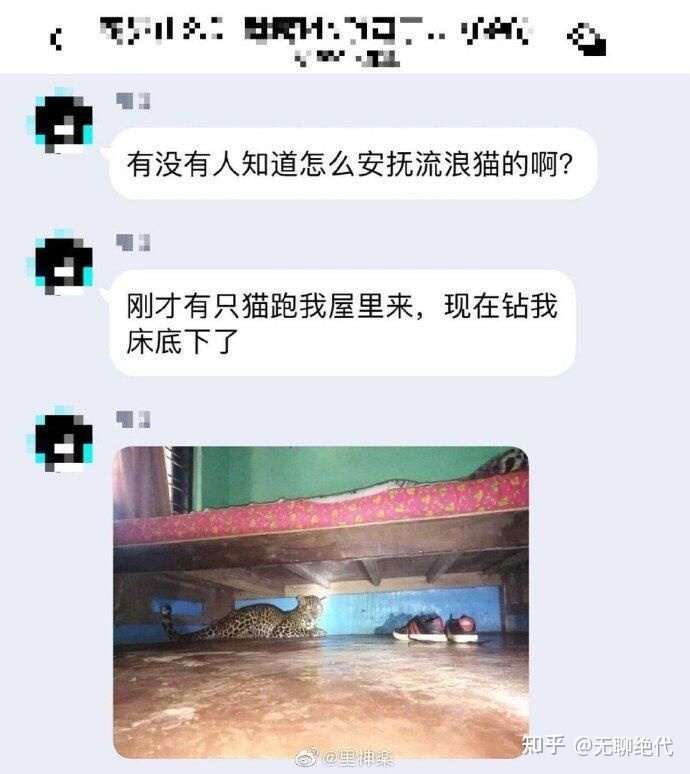 有没有人知道怎么安抚流浪猫的啊?
刚才有只猫跑我屋里来，现在钻我
床底下了
知乎 @无聊绝代
@里神楽